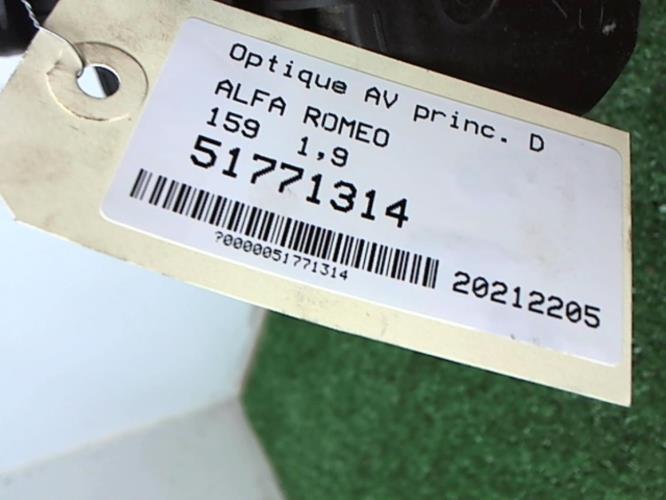 Optique AV princ. D
ALFA ROMEO
159 1,9
51771314
?0000051771314
20212205